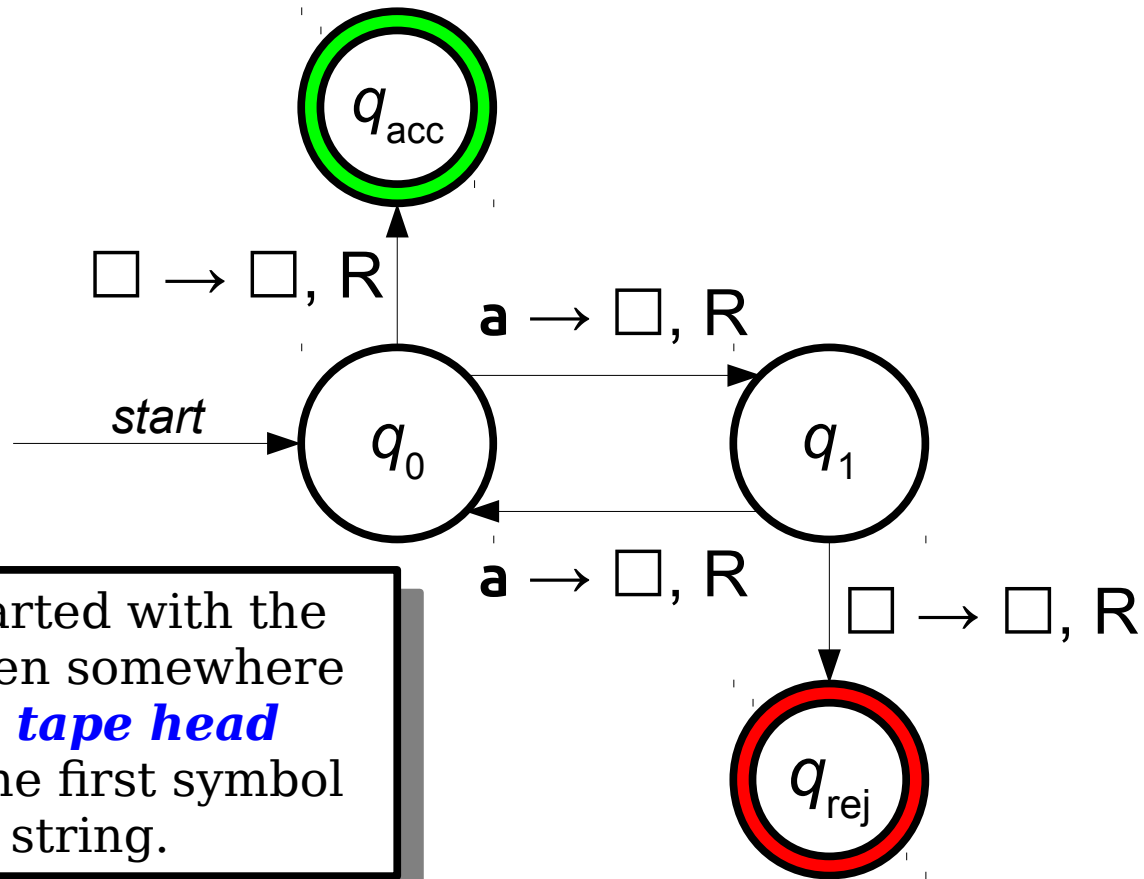 q_acc
□ → □, R
a → □, R
start
q_0
q_1
a → □, R
□ → □, R
arted with the
en somewhere
tape head
he first symbol
string.
q_rej